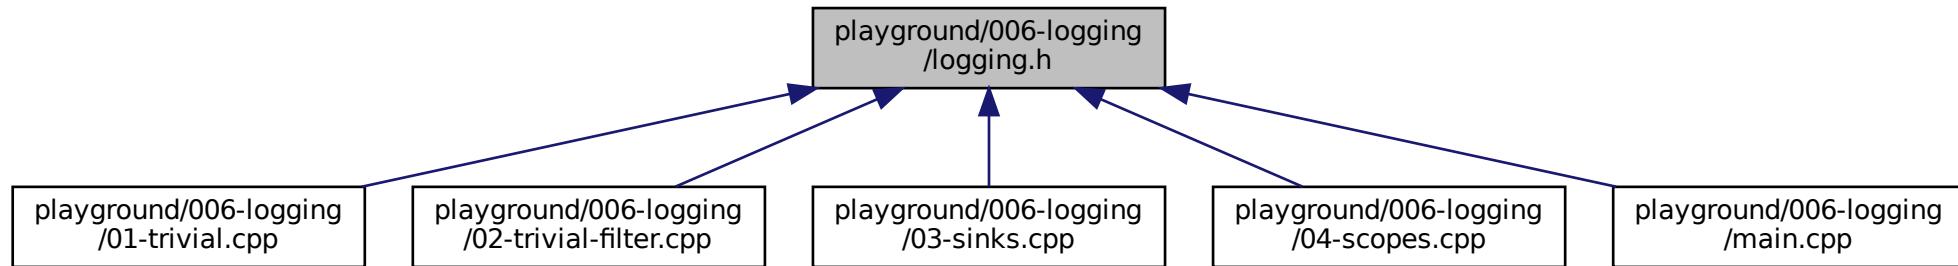 playground/006-logging
/logging.h
playground/006-logging
/01-trivial.cpp
playground/006-logging
/02-trivial-filter.cpp
playground/006-logging
/03-sinks.cpp
playground/006-logging
/04-scopes.cpp
playground/006-logging
/main.cpp